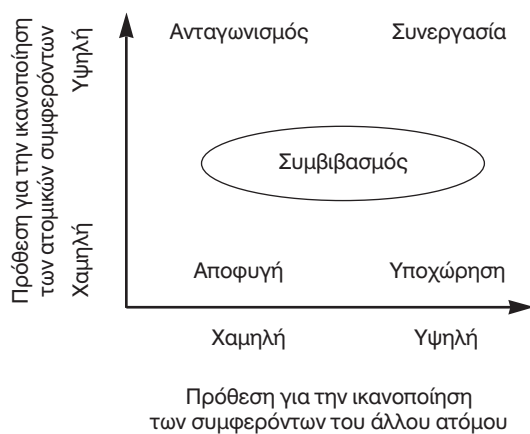 Πρόθεση για την ικανοποίηση
των ατομικών συμφερόντων
Υψηλή
Χαμηλή
Ανταγωνισμός
Συνεργασία
Συμβιβασμός
Αποφυγή
Υποχώρηση
Χαμηλή
Υψηλή
Πρόθεση για την ικανοποίηση
των συμφερόντων του άλλου ατόμου